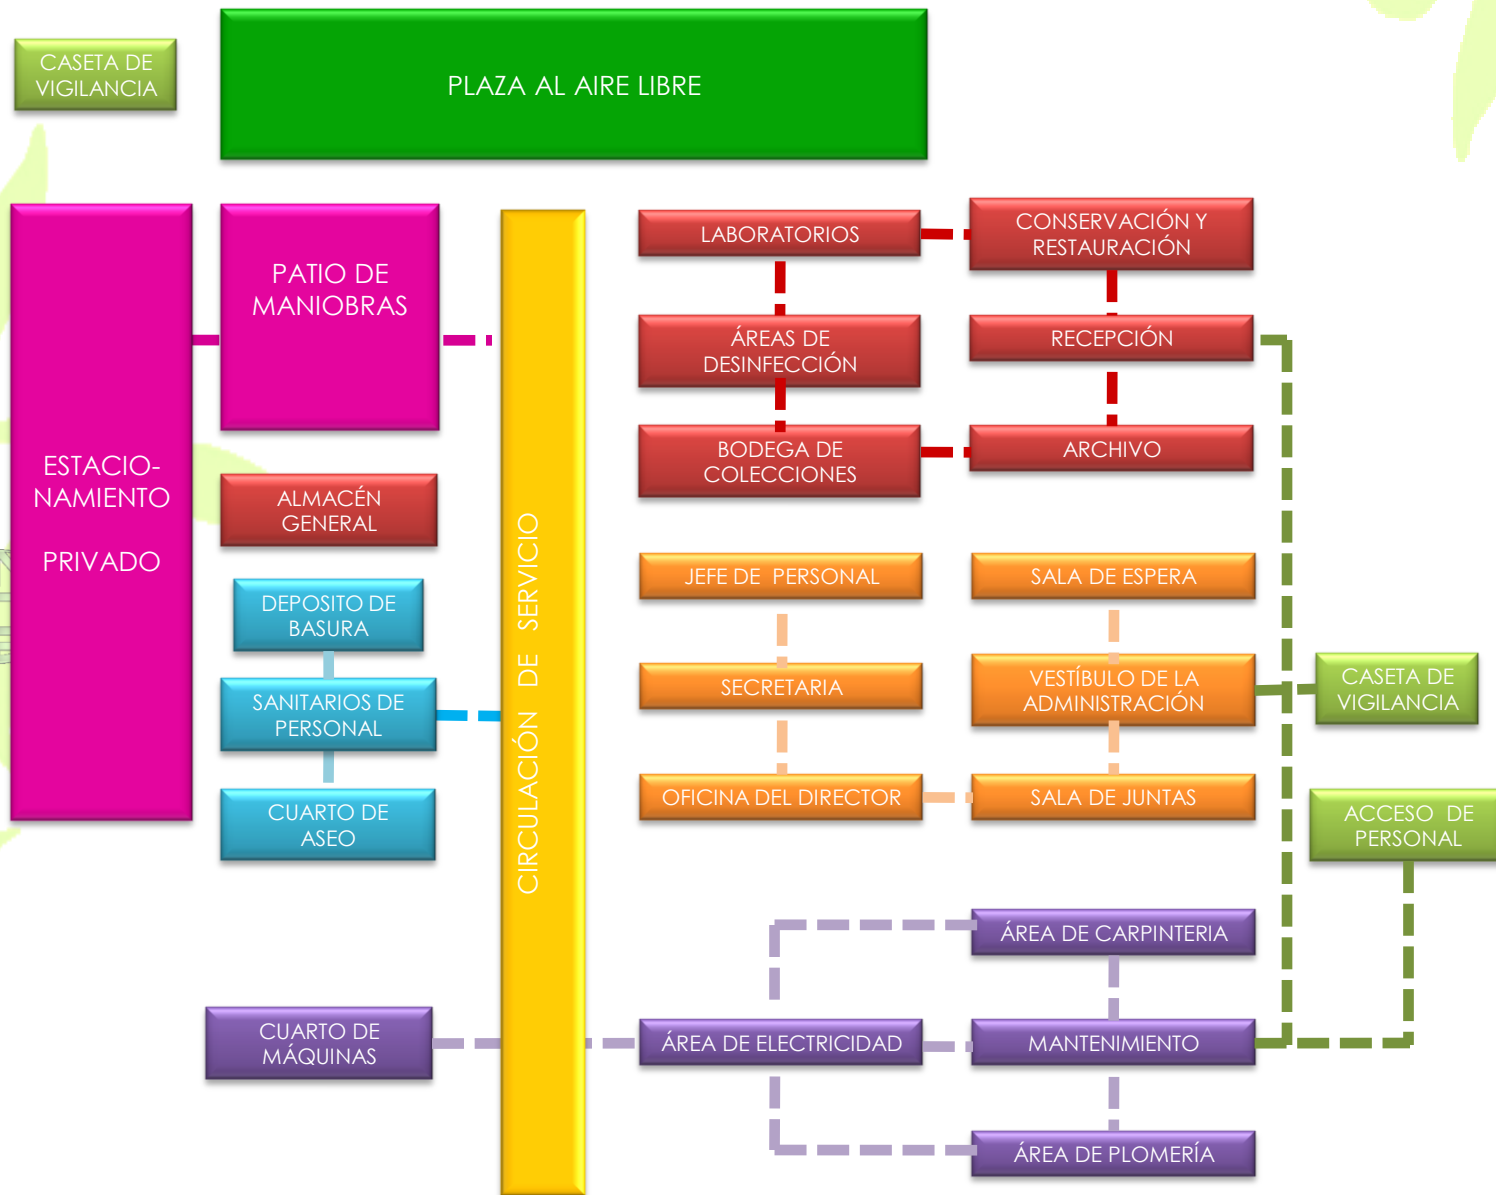 CASETA DE
VIGILANCIA
PLAZA AL AIRE LIBRE
PATIO DE
MANIOBRAS
ESTACIO-
NAMIENTO
PRIVADO
ALMACÉN
GENERAL
DEPOSITO DE
BASURA
SANITARIOS DE
PERSONAL
CUARTO DE
ASEO
CUARTO DE
MÁQUINAS
CIRCULACIÓN DE SERVICIO
LABORATORIOS
CONSERVACIÓN Y
RESTAURACIÓN
ÁREAS DE
DESINFECCIÓN
RECEPCIÓN
BODEGA DE
COLECCIONES
ARCHIVO
JEFE DE PERSONAL
SALA DE ESPERA
SECRETARIA
VESTÍBULO DE LA
ADMINISTRACIÓN
CASETA DE
VIGILANCIA
OFICINA DEL DIRECTOR
SALA DE JUNTAS
ACCESO DE
PERSONAL
ÁREA DE CARPINTERIA
ÁREA DE ELECTRICIDAD
MANTENIMIENTO
ÁREA DE PLOMERÍA